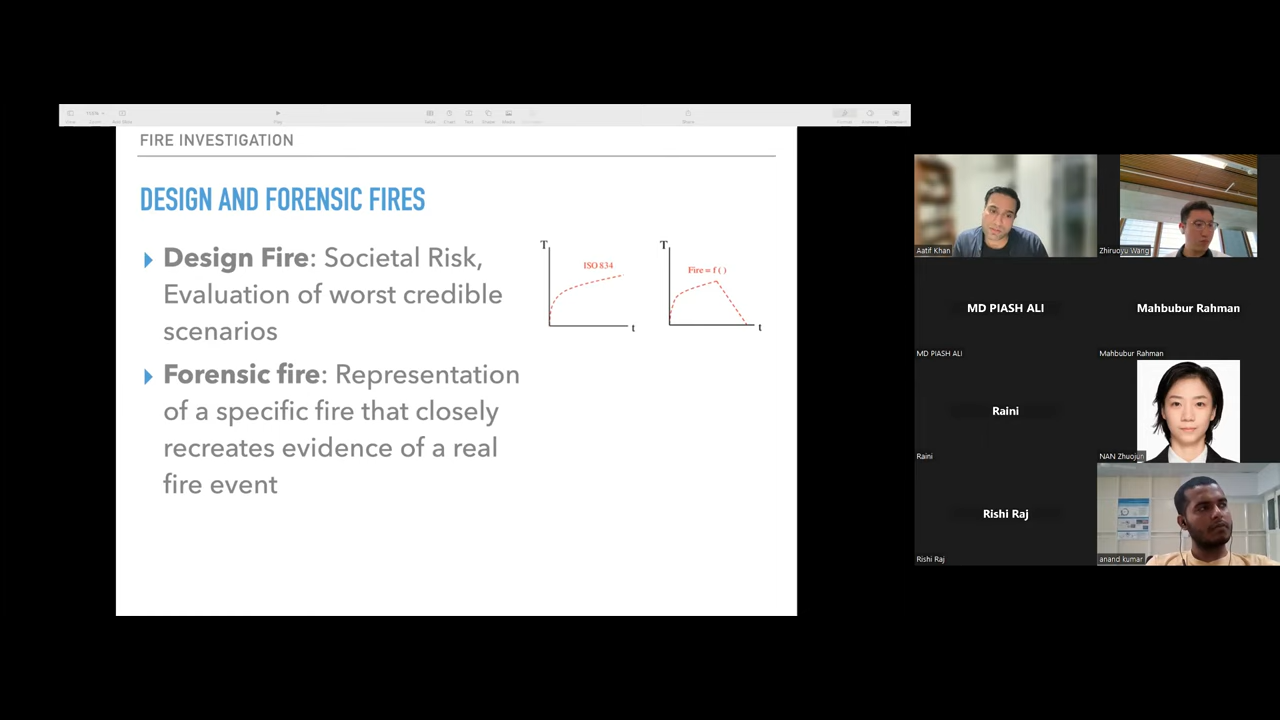 FIRE INVESTIGATION
DESIGN AND FORENSIC FIRES
Design Fire: Societal Risk,
Evaluation of worst credible
scenarios
Forensic fire: Representation
of a specific fire that closely
recreates evidence of a real
fire event
T
ISO 834
t
T
Fire = f ( )
t
Aatif Khan
Zhiruoyu Wang
MD PIASH ALI
MD PIASH ALI
Mahbubur Rahman
Mahbubur Rahman
Raini
Raini
NAN Zhuojun
Rishi Raj
Rishi Raj
anand kumar